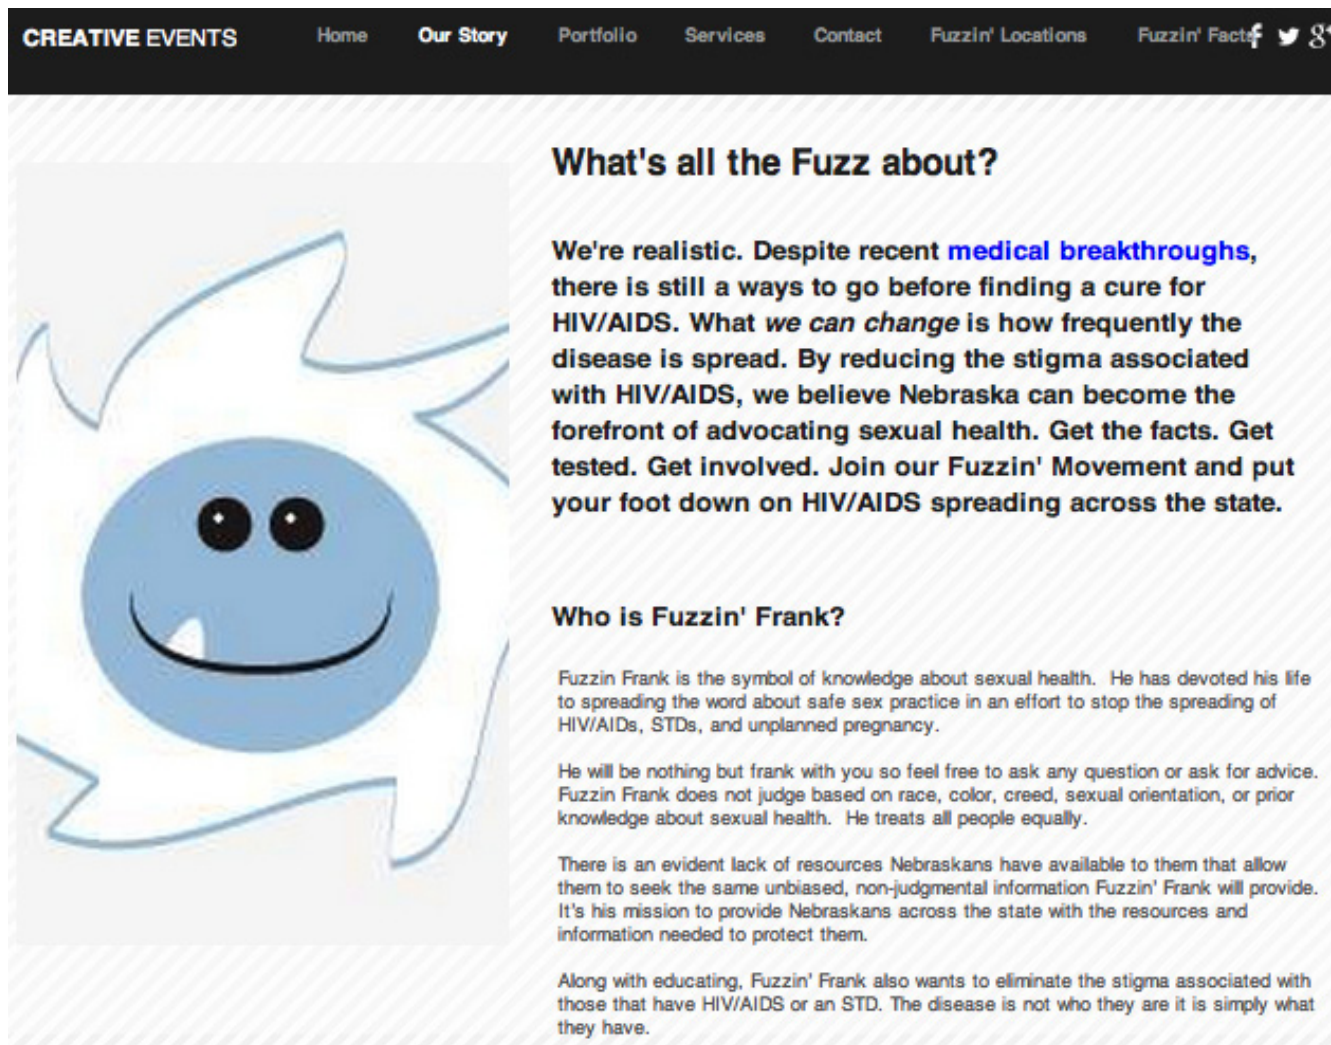 CREATIVE EVENTS Home Our Story Portfolio Services Contact Fuzzin' Locations Fuzzin' Facts
What's all the Fuzz about?
We're realistic. Despite recent medical breakthroughs,
there is still a ways to go before finding a cure for
HIV/AIDS. What we can change is how frequently the
disease is spread. By reducing the stigma associated
with HIV/AIDS, we believe Nebraska can become the
forefront of advocating sexual health. Get the facts. Get
tested. Get involved. Join our Fuzzin' Movement and put
your foot down on HIV/AIDS spreading across the state.
Who is Fuzzin' Frank?
Fuzzin Frank is the symbol of knowledge about sexual health. He has devoted his life
to spreading the word about safe sex practice in an effort to stop the spreading of
HIV/AIDs, STDs, and unplanned pregnancy.
He will be nothing but frank with you so feel free to ask any question or ask for advice.
Fuzzin Frank does not judge based on race, color, creed, sexual orientation, or prior
knowledge about sexual health. He treats all people equally.
There is an evident lack of resources Nebraskans have available to them that allow
them to seek the same unbiased, non-judgmental information Fuzzin' Frank will provide.
It's his mission to provide Nebraskans across the state with the resources and
information needed to protect them.
Along with educating, Fuzzin' Frank also wants to eliminate the stigma associated with
those that have HIV/AIDS or an STD. The disease is not who they are it is simply what
they have.